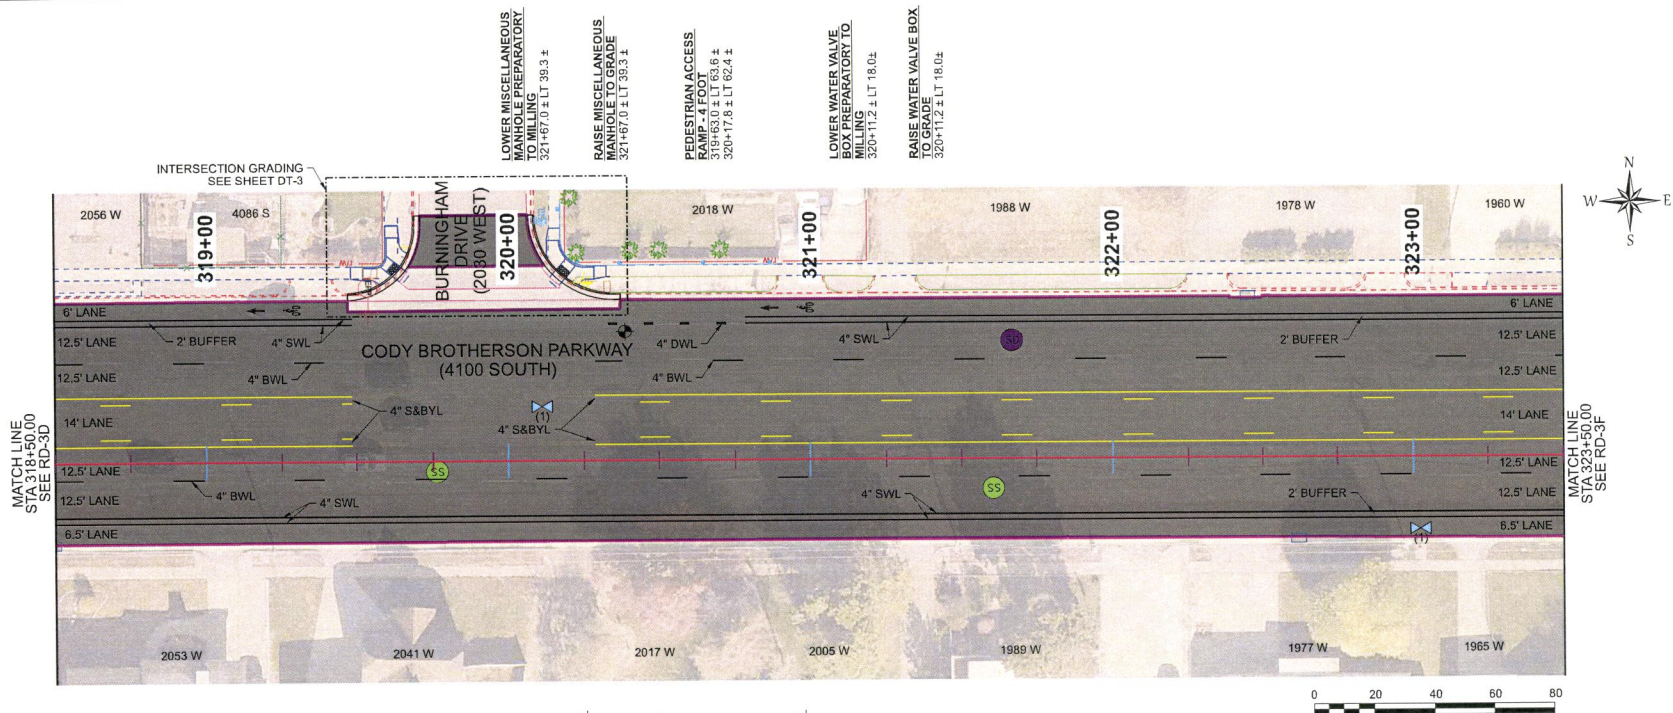 LOWER MISCELLANEOUS
MANHOLE PREPARATORY
TO MILLING
321+67.0 ± LT 39.3 ±
RAISE MISCELLANEOUS
MANHOLE TO GRADE
321+67.0 ± LT 39.3 ±
PEDESTRIAN ACCESS
RAMP - 4 FOOT
319+63.0 ± LT 63.6 ±
320+17.8 ± LT 62.4 ±
LOWER WATER VALVE
BOX PREPARATORY TO
MILLING
320+11.2 ± LT 18.0±
RAISE WATER VALVE BOX
TO GRADE
320+11.2 ± LT 18.0±
INTERSECTION GRADING
SEE SHEET DT-3
N
W
E
S
2056 W
4086 S
2018 W
1988 W
1978 W
1960 W
319+00
BURNINGHAM
DRIVE
(2030 WEST)
320+00
321+00
322+00
323+00
6' LANE
6' LANE
2' BUFFER
4" SWL
4" DWL
4" SWL
SD
2' BUFFER
12.5' LANE
12.5' LANE
CODY BROTHERSON PARKWAY
(4100 SOUTH)
12.5' LANE
4" BWL
4" BWL
12.5' LANE
4" S&BYL
(1)
4" S&BYL
14' LANE
14' LANE
MATCH LINE
STA 318+50.00
SEE RD-3D
MATCH LINE
STA 323+50.00
SEE RD-3F
12.5' LANE
SS
12.5' LANE
12.5' LANE
4" BWL
4" SWL
SS
4" SWL
2' BUFFER
12.5' LANE
6.5' LANE
(1)
6.5' LANE
2053 W
2041 W
2017 W
2005 W
1989 W
1977 W
1965 W
0 20 40 60 80